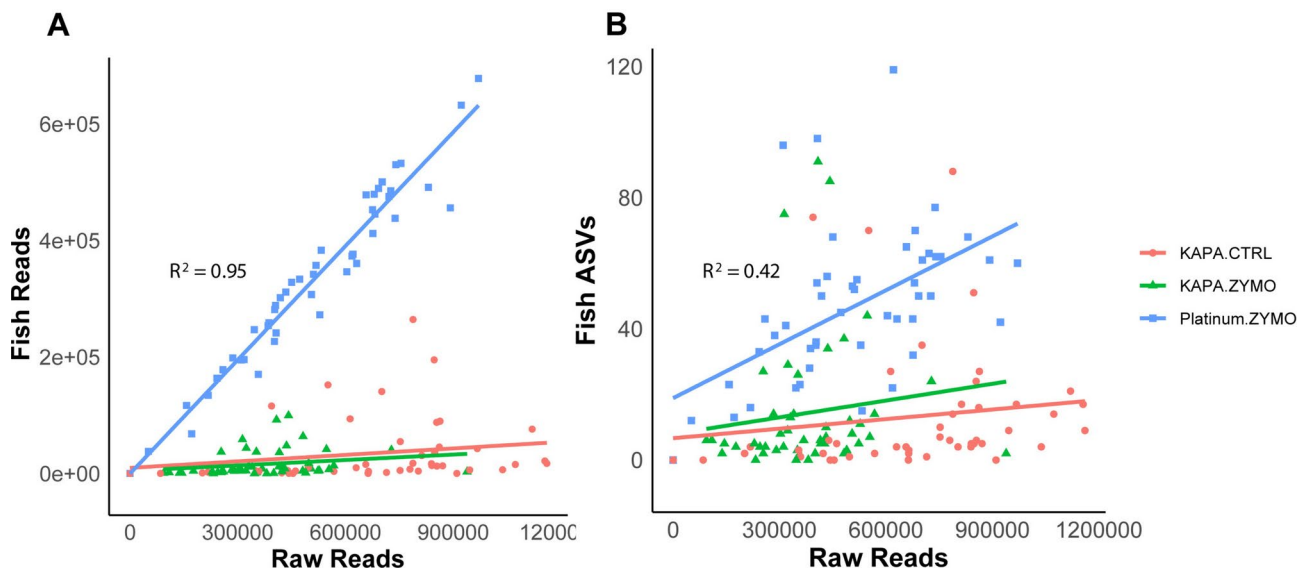 A
Fish Reads
6e+05
4e+05
2e+05
0e+00
R² = 0.95
0 300000 600000 900000 120000
Raw Reads
B
Fish ASVs
120
80
40
0
R² = 0.42
0 300000 600000 900000 1200000
Raw Reads
KAPA.CTRL
KAPA.ZYMO
Platinum.ZYMO